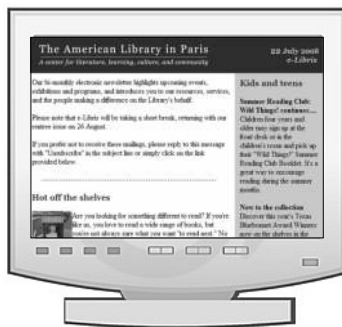 The American Library in Paris
A center for literature, learning, culture, and community
22 July 2008
e-Libris
Our bi-monthly electronic newsletter highlights upcoming events,
exhibitions and programs, and introduces you to our resources, services,
and the people making a difference on the Library's behalf.
Please note that e-Libris will be taking a short break, returning with our
rentree issue on 26 August.
If you prefer not to receive these mailings, please reply to this message
with "Unsubscribe" in the subject line or simply click on the link
provided below.
Hot off the shelves
Are you looking for something different to read? If you're
like us, you love to read a wide range of books, but
you're not always sure what you want "to read next." No
Kids and teens
Summer Reading Club:
Wild Things! continues....
Children four years and
older may sign up at the
front desk or in the
children's room and pick up
their "Wild Things!" Summer
Reading Club Booklet. It's a
great way to encourage
reading during the summer
months.
New to the collection
Discover this year's Texas
Bluebonnet Award Winners
now on the shelves in the